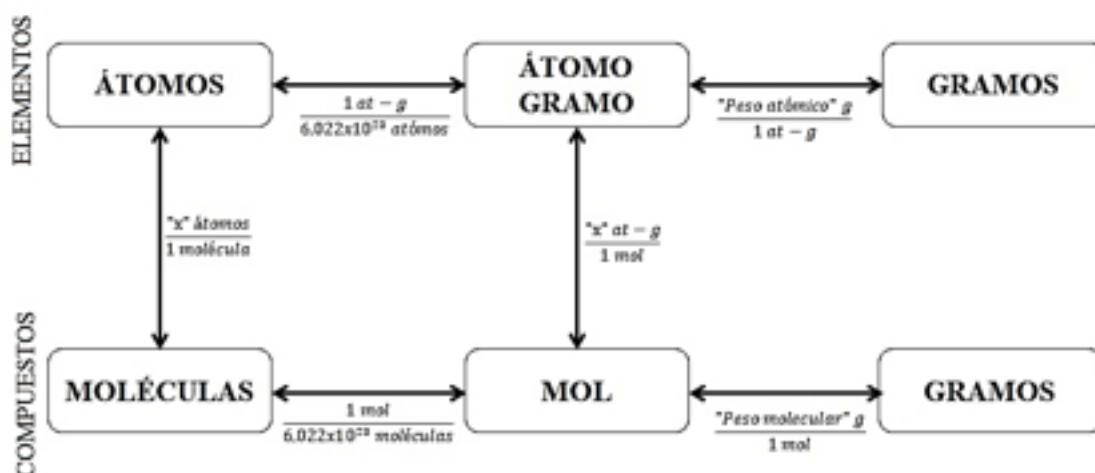 ELEMENTOS
ÁTOMOS
1 at − g
6.022x10²³ atómos
ÁTOMO
GRAMO
"Peso atómico" g
1 at − g
GRAMOS
"x" átomos
1 molécula
"x" at − g
1 mol
COMPUESTOS
MOLÉCULAS
1 mol
6.022x10²³ moléculas
MOL
"Peso molecular" g
1 mol
GRAMOS